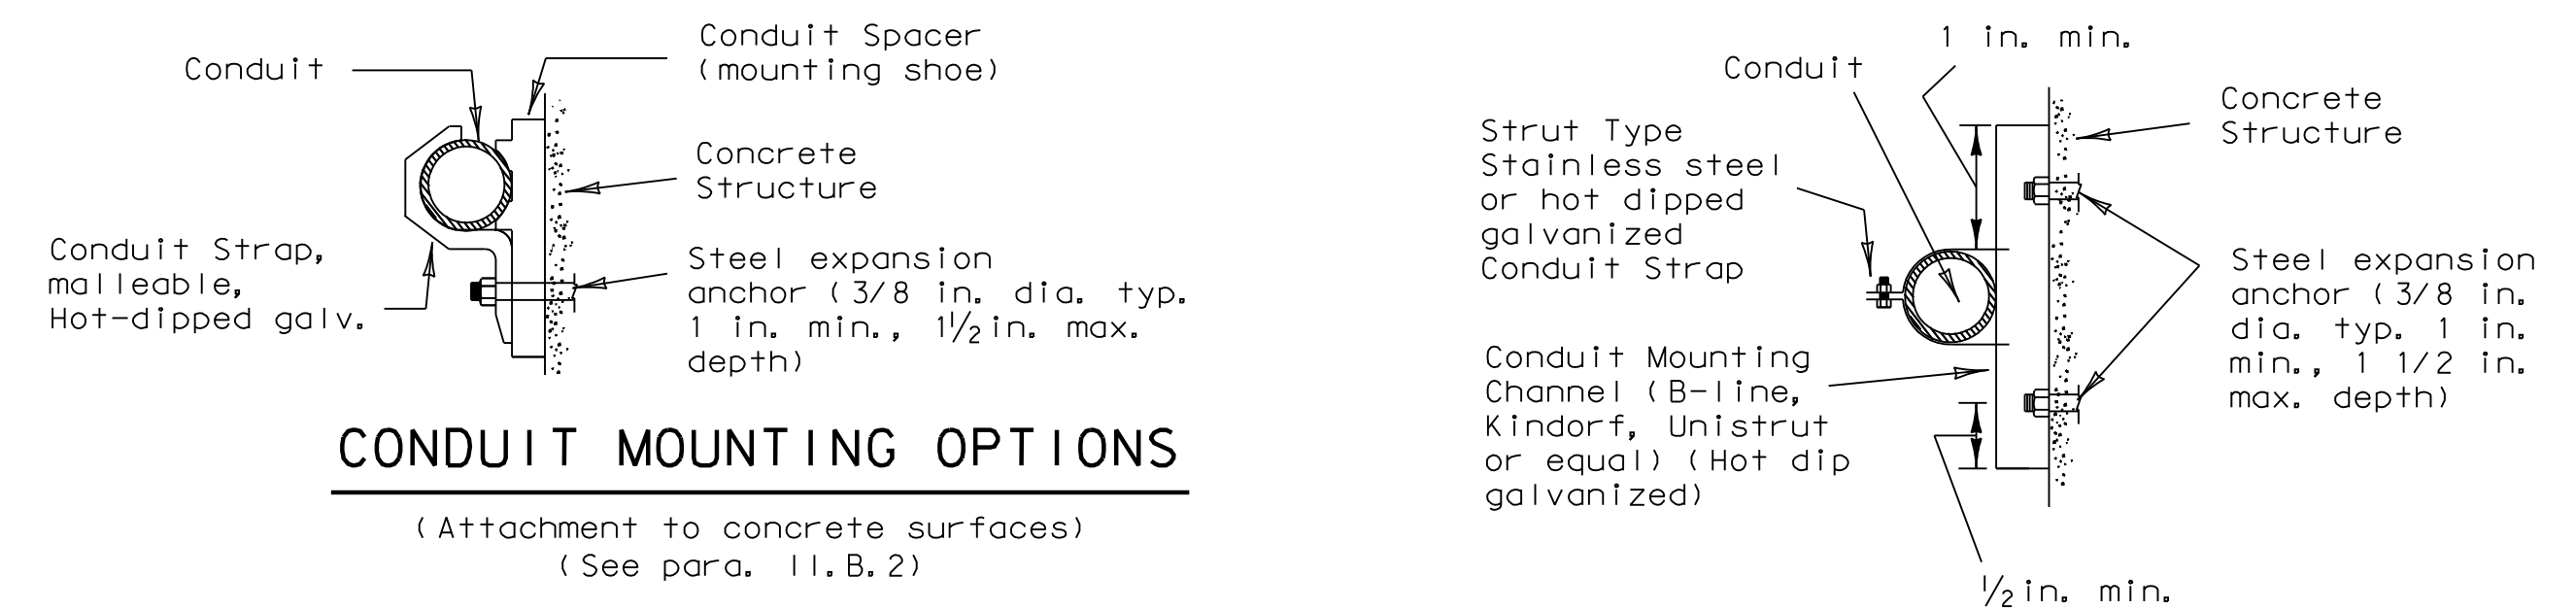 Conduit
Conduit Spacer
(mounting shoe)
Concrete
Structure
Conduit Strap,
malleable,
Hot-dipped galv.
Steel expansion
anchor (3/8 in. dia. typ.
1 in. min., 1½in. max.
depth)
CONDUIT MOUNTING OPTIONS
(Attachment to concrete surfaces)
(See para. II.B.2)
1 in. min.
Conduit
Concrete
Structure
Strut Type
Stainless steel
or hot dipped
galvanized
Conduit Strap
Steel expansion
anchor (3/8 in.
dia. typ. 1 in.
min., 1 1/2 in.
max. depth)
Conduit Mounting
Channel (B-line,
Kindorf, Unistrut
or equal) (Hot dip
galvanized)
½in. min.